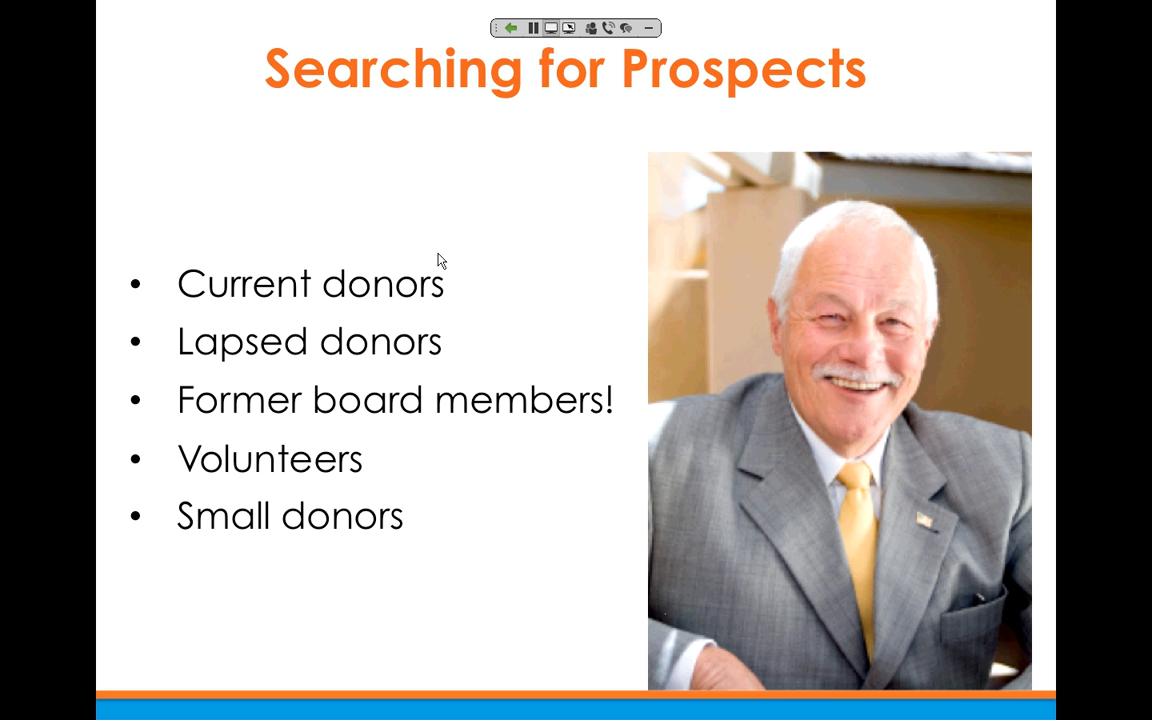 Searching for Prospects
• Current donors
• Lapsed donors
• Former board members!
• Volunteers
• Small donors